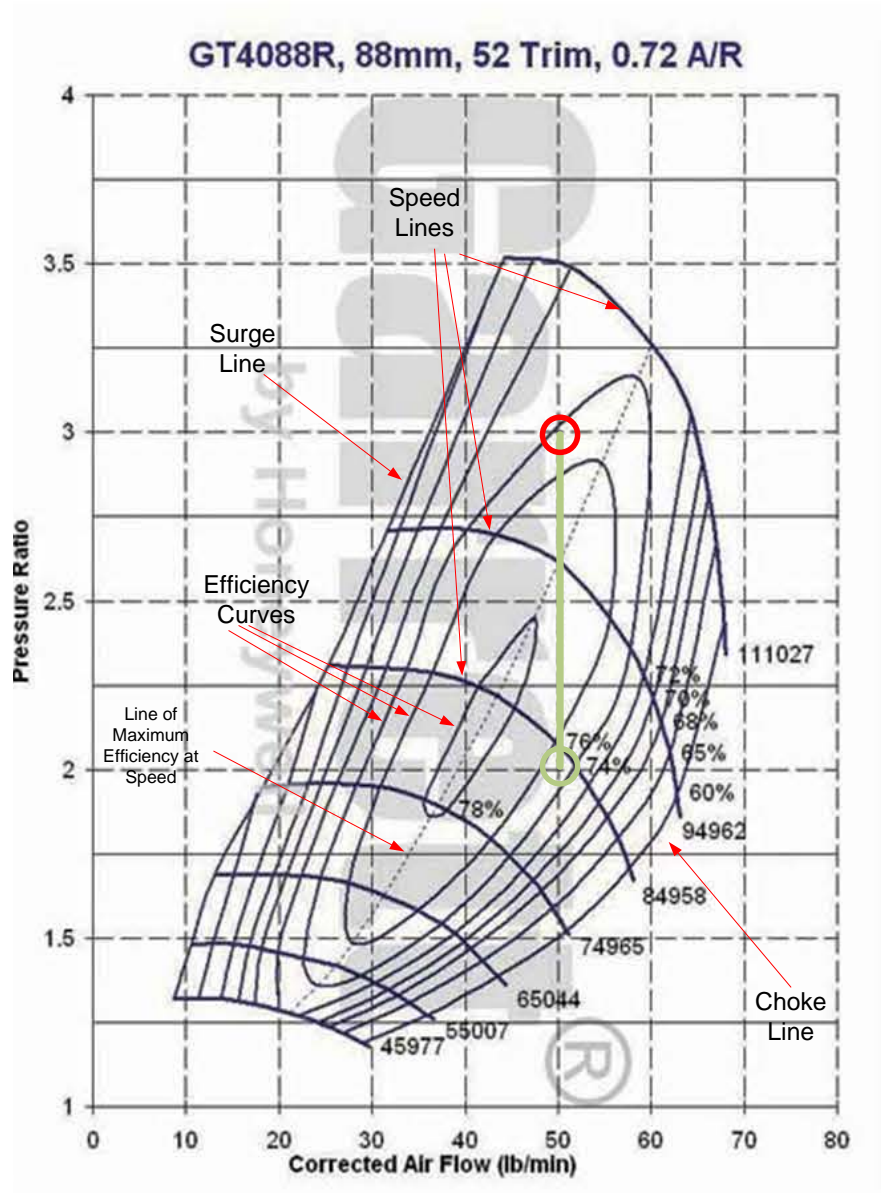 GT4088R, 88mm, 52 Trim, 0.72 A/R
4
3.5
3
2.5
2
1.5
1
Pressure Ratio
Speed
Lines
Surge
Line
Efficiency
Curves
Line of
Maximum
Efficiency at
Speed
Choke
Line
72%
70%
68%
65%
60%
76%
74%
78%
111027
94962
84958
74965
65044
55007
45977
0
10
20
30
40
50
60
70
80
Corrected Air Flow (lb/min)
Garrett
by Honeywell
®